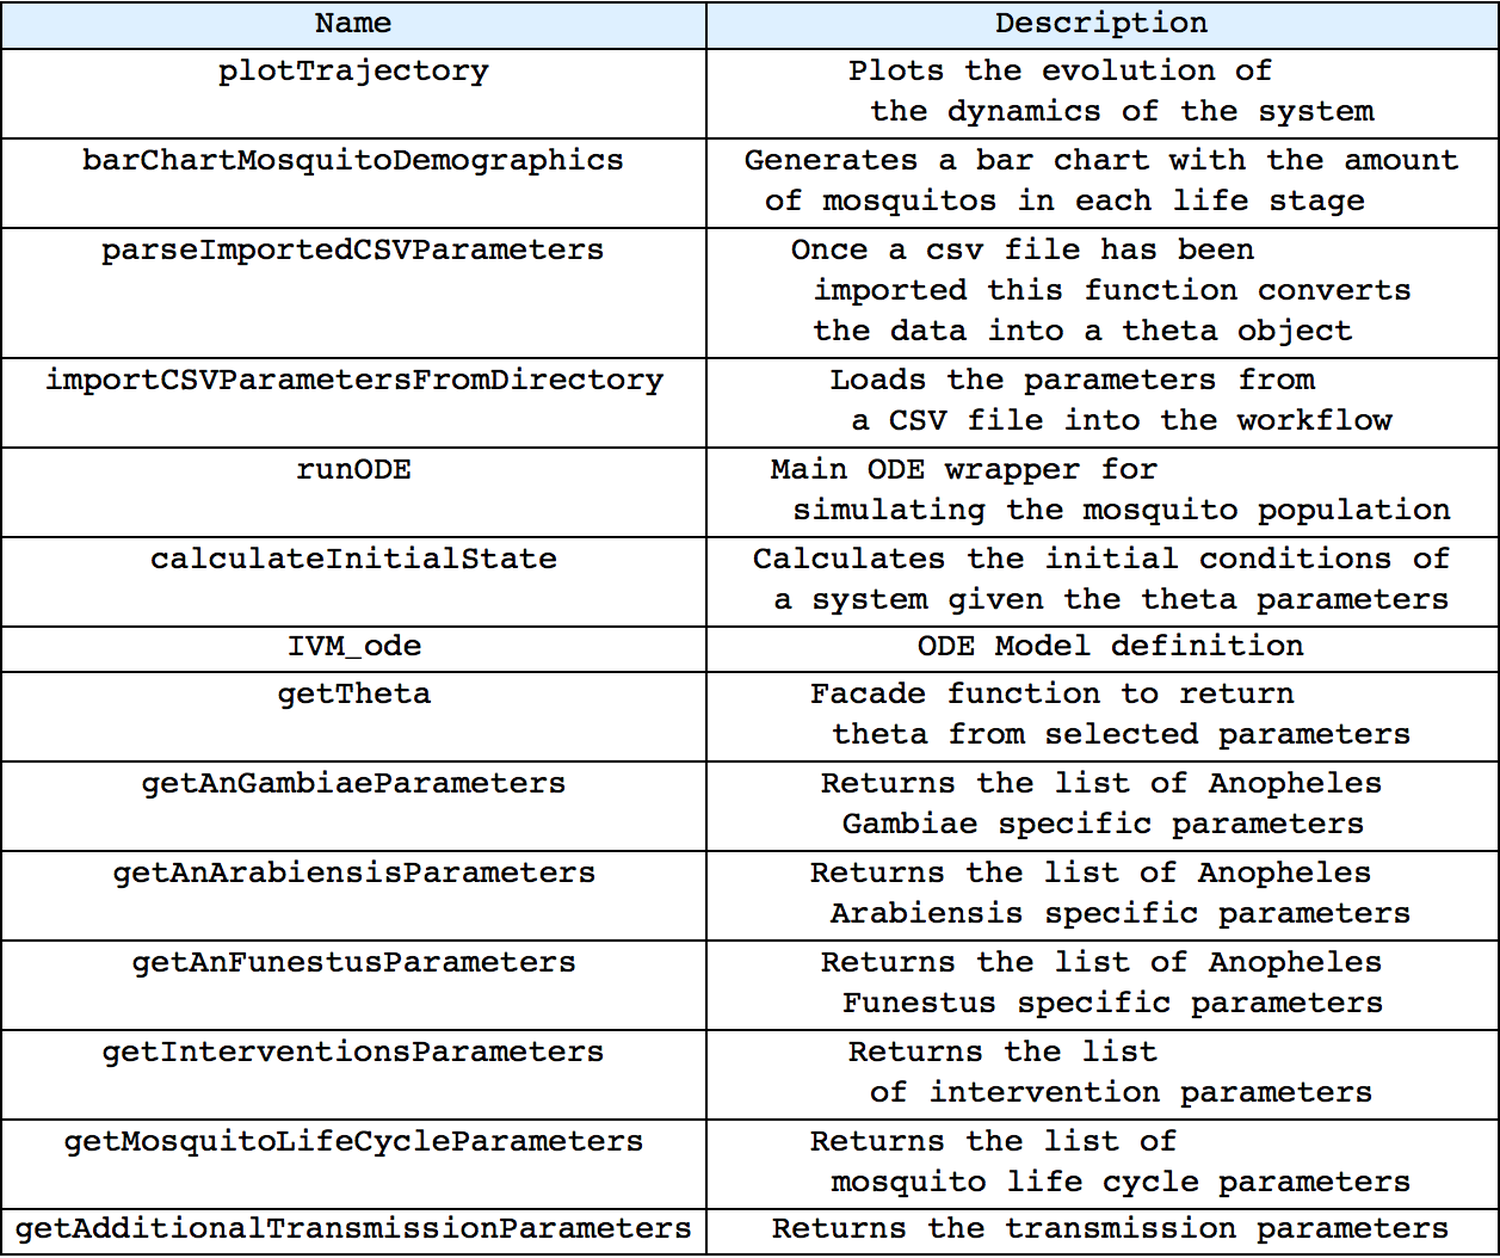 Name Description
plotTrajectory Plots the evolution of
the dynamics of the system
barChartMosquitoDemographics Generates a bar chart with the amount
of mosquitos in each life stage
parseImportedCSVParameters Once a csv file has been
imported this function converts
the data into a theta object
importCSVParametersFromDirectory Loads the parameters from
a CSV file into the workflow
runODE Main ODE wrapper for
simulating the mosquito population
calculateInitialState Calculates the initial conditions of
a system given the theta parameters
IVM_ode ODE Model definition
getTheta Facade function to return
theta from selected parameters
getAnGambiaeParameters Returns the list of Anopheles
Gambiae specific parameters
getAnArabiensisParameters Returns the list of Anopheles
Arabiensis specific parameters
getAnFunestusParameters Returns the list of Anopheles
Funestus specific parameters
getInterventionsParameters Returns the list
of intervention parameters
getMosquitoLifeCycleParameters Returns the list of
mosquito life cycle parameters
getAdditionalTransmissionParameters Returns the transmission parameters